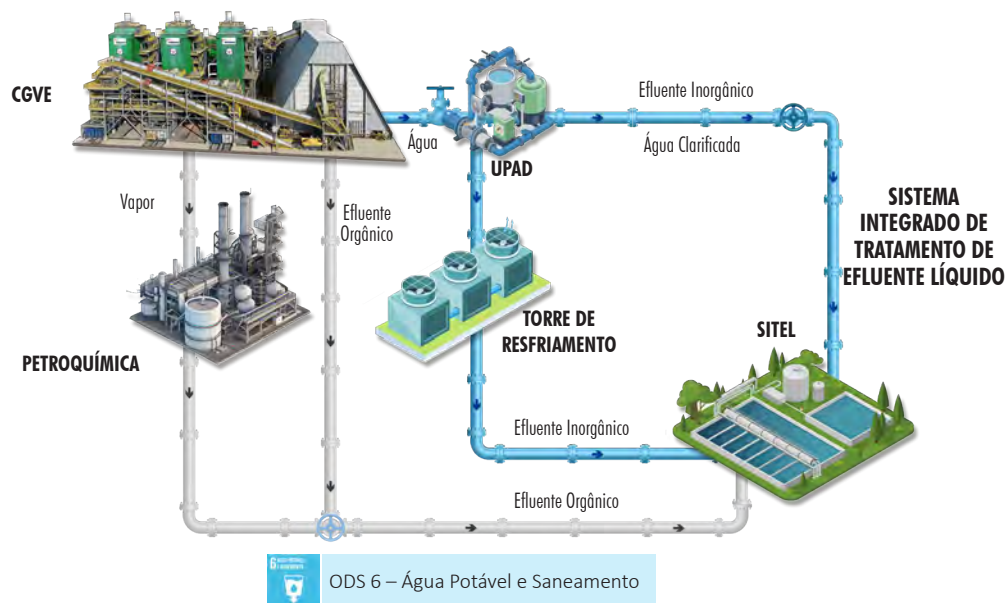 CGVE
Água
UPAD
Efluente Inorgânico
Água Clarificada
Vapor
Efluente
Orgânico
SISTEMA
INTEGRADO DE
TRATAMENTO DE
EFLUENTE LÍQUIDO
PETROQUÍMICA
TORRE DE
RESFRIAMENTO
SITEL
Efluente Inorgânico
Efluente Orgânico
6
ODS 6 – Água Potável e Saneamento